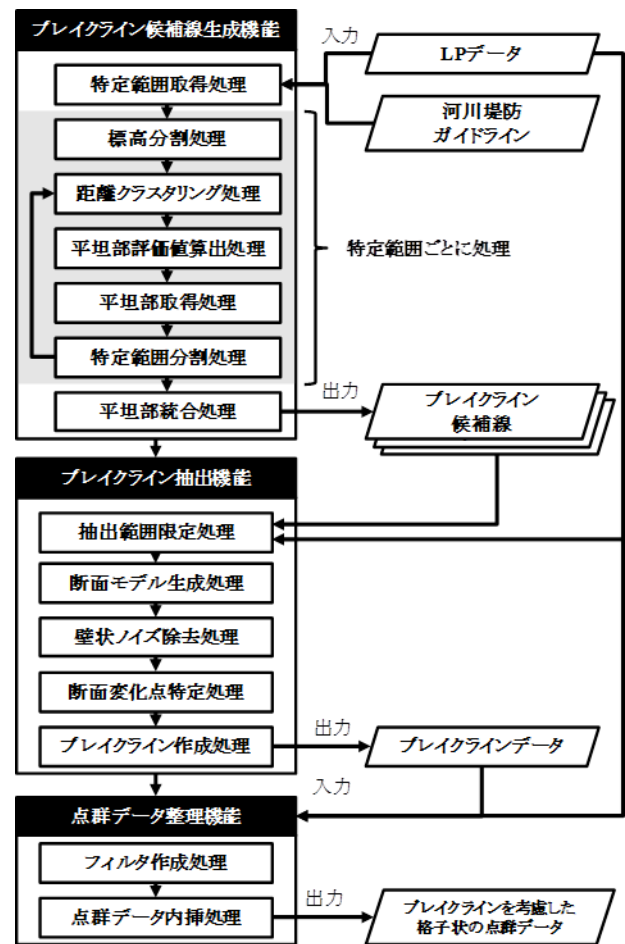 ブレイクライン候補線生成機能
入力
LPデータ
特定範囲取得処理
河川堤防
ガイドライン
標高分割処理
距離クラスタリング処理
平坦部評価値算出処理
特定範囲ごとに処理
平坦部取得処理
特定範囲分割処理
平坦部統合処理
出力
ブレイクライン
候補線
ブレイクライン抽出機能
抽出範囲限定処理
断面モデル生成処理
壁状ノイズ除去処理
断面変化点特定処理
ブレイクライン作成処理
出力
ブレイクラインデータ
入力
点群データ整理機能
フィルタ作成処理
点群データ内挿処理
出力
ブレイクラインを考慮した
格子状の点群データ